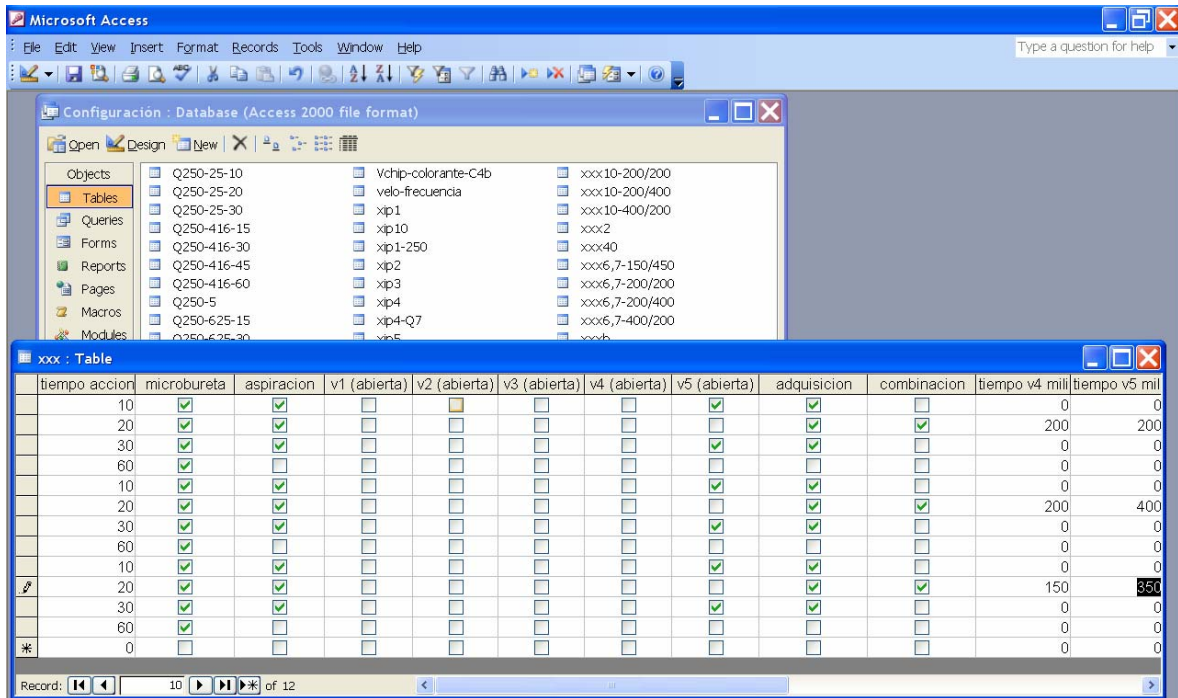 Microsoft Access
File Edit View Insert Format Records Tools Window Help Type a question for help
Configuración : Database (Access 2000 file format)
Open Design New
Objects
Tables
Queries
Forms
Reports
Pages
Macros
Modules
Q250-25-10
Q250-25-20
Q250-25-30
Q250-416-15
Q250-416-30
Q250-416-45
Q250-416-60
Q250-5
Q250-625-15
Q250-625-30
Vchip-colorante-C4b
velo-frecuencia
xip1
xip10
xip1-250
xip2
xip3
xip4
xip4-Q7
xip5
xxx10-200/200
xxx10-200/400
xxx10-400/200
xxx2
xxx40
xxx6,7-150/450
xxx6,7-200/200
xxx6,7-200/400
xxx6,7-400/200
xxxb
xxx : Table
tiempo accion microbureta aspiracion v1 (abierta) v2 (abierta) v3 (abierta) v4 (abierta) v5 (abierta) adquisicion combinacion tiempo v4 mili tiempo v5 mil
10 0 0
20 200 200
30 0 0
60 0 0
10 0 0
20 200 400
30 0 0
60 0 0
10 0 0
20 150 350
30 0 0
60 0 0
0 0 0
Record: 10 of 12